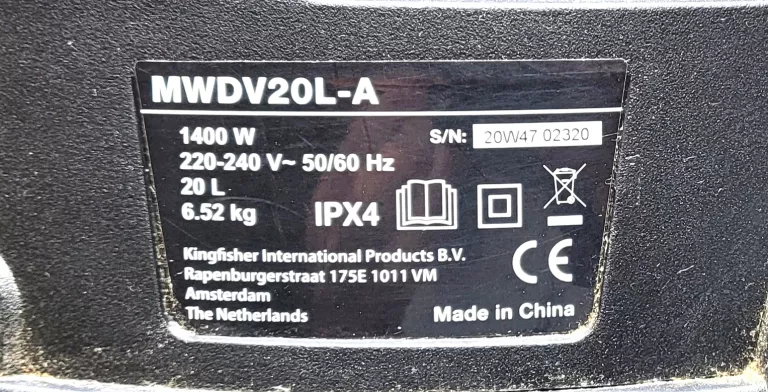 MWDV20L-A
1400 W
S/N: 20W47 02320
220-240 V~ 50/60 Hz
20 L
6.52 kg
IPX4
Kingfisher International Products B.V.
Rapenburgerstraat 175E 1011 VM
Amsterdam
The Netherlands
CE
Made in China